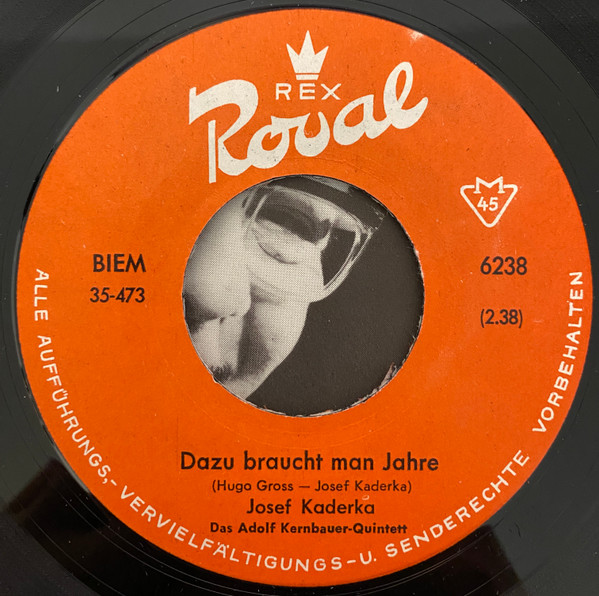 REX
Royal
M
45
BIEM
35-473
6238
(2.38)
Dazu braucht man Jahre
(Hugo Gross — Josef Kaderka)
Josef Kaderka
Das Adolf Kernbauer-Quintett
ALLE AUFFÜHRUNGS,- VERVIELFÄLTIGUNGS-U. SENDERECHTE VORBEHALTEN